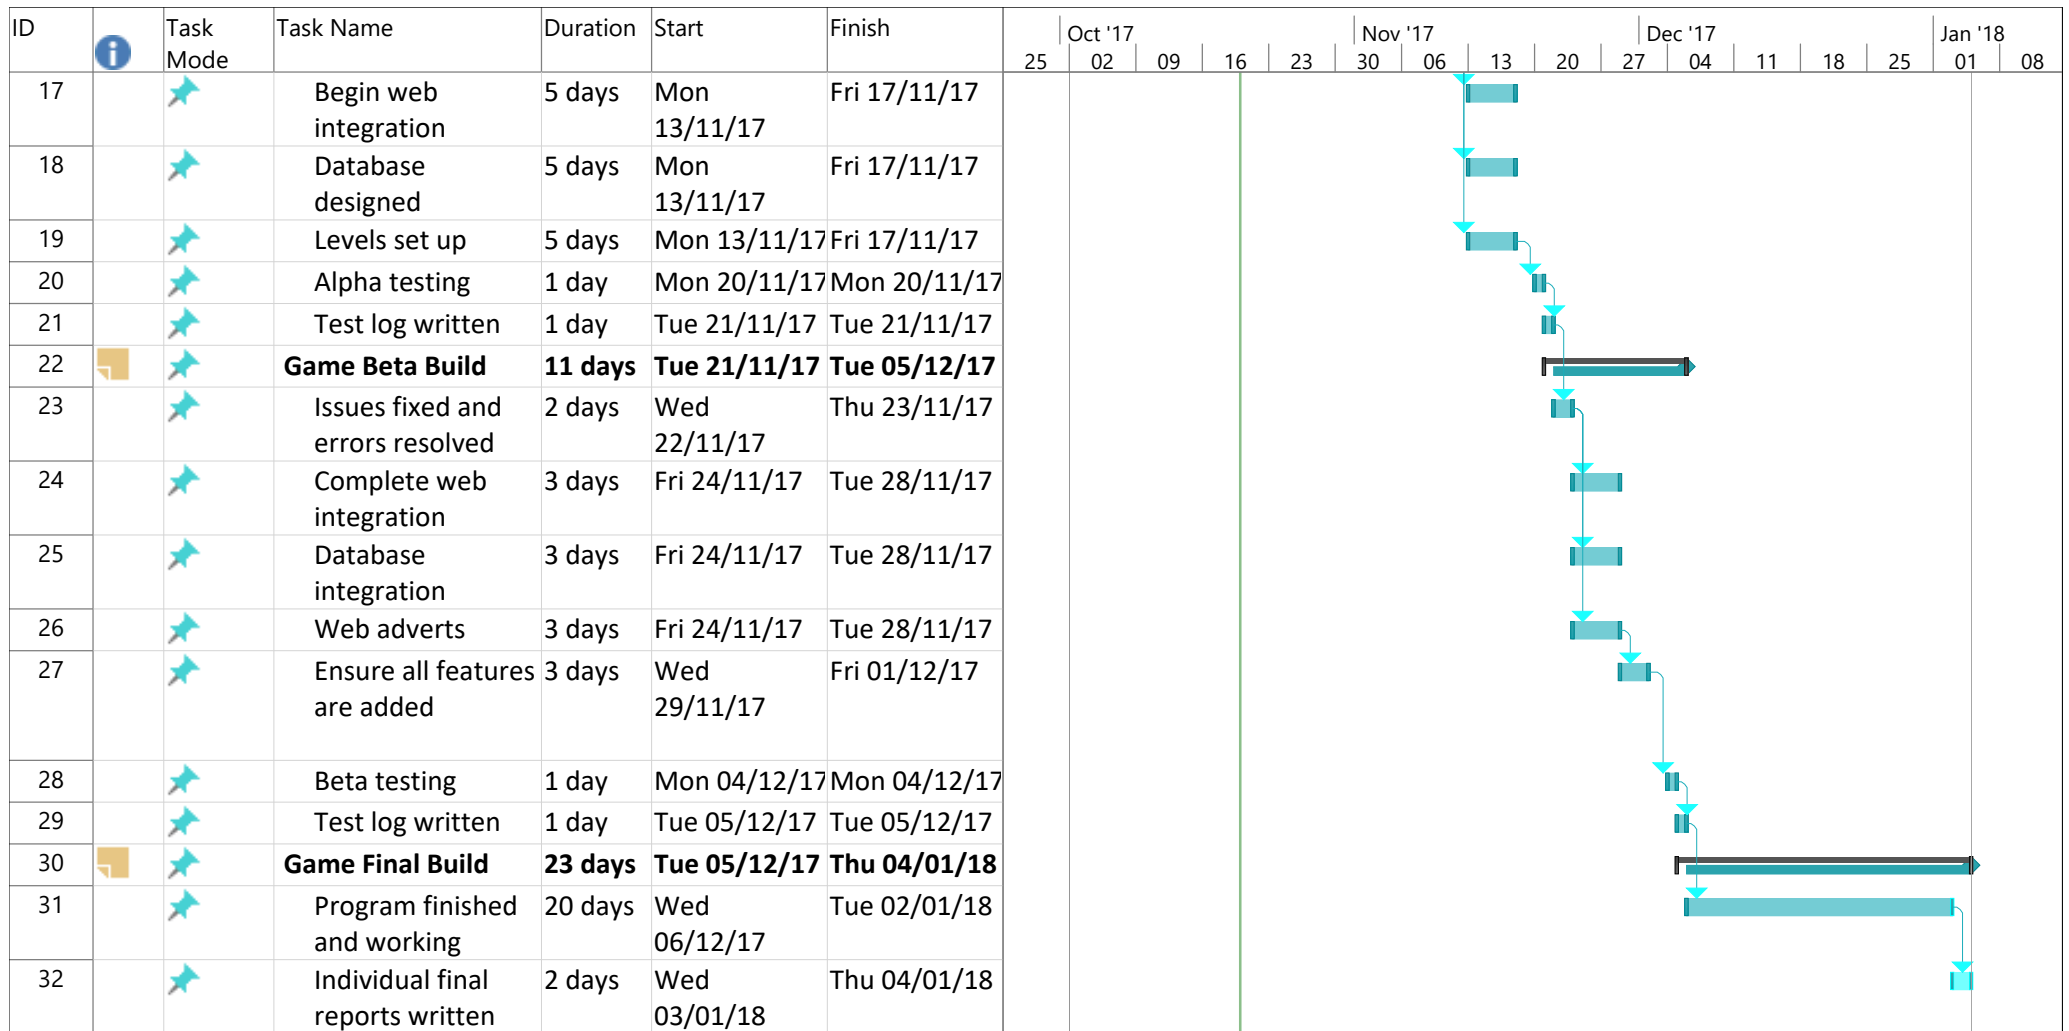 ID Task Mode Task Name Duration Start Finish
Oct '17 Nov '17 Dec '17 Jan '18
25 02 09 16 23 30 06 13 20 27 04 11 18 25 01 08
17 Begin web integration 5 days Mon 13/11/17 Fri 17/11/17
18 Database designed 5 days Mon 13/11/17 Fri 17/11/17
19 Levels set up 5 days Mon 13/11/17 Fri 17/11/17
20 Alpha testing 1 day Mon 20/11/17 Mon 20/11/17
21 Test log written 1 day Tue 21/11/17 Tue 21/11/17
22 Game Beta Build 11 days Tue 21/11/17 Tue 05/12/17
23 Issues fixed and errors resolved 2 days Wed 22/11/17 Thu 23/11/17
24 Complete web integration 3 days Fri 24/11/17 Tue 28/11/17
25 Database integration 3 days Fri 24/11/17 Tue 28/11/17
26 Web adverts 3 days Fri 24/11/17 Tue 28/11/17
27 Ensure all features are added 3 days Wed 29/11/17 Fri 01/12/17
28 Beta testing 1 day Mon 04/12/17 Mon 04/12/17
29 Test log written 1 day Tue 05/12/17 Tue 05/12/17
30 Game Final Build 23 days Tue 05/12/17 Thu 04/01/18
31 Program finished and working 20 days Wed 06/12/17 Tue 02/01/18
32 Individual final reports written 2 days Wed 03/01/18 Thu 04/01/18